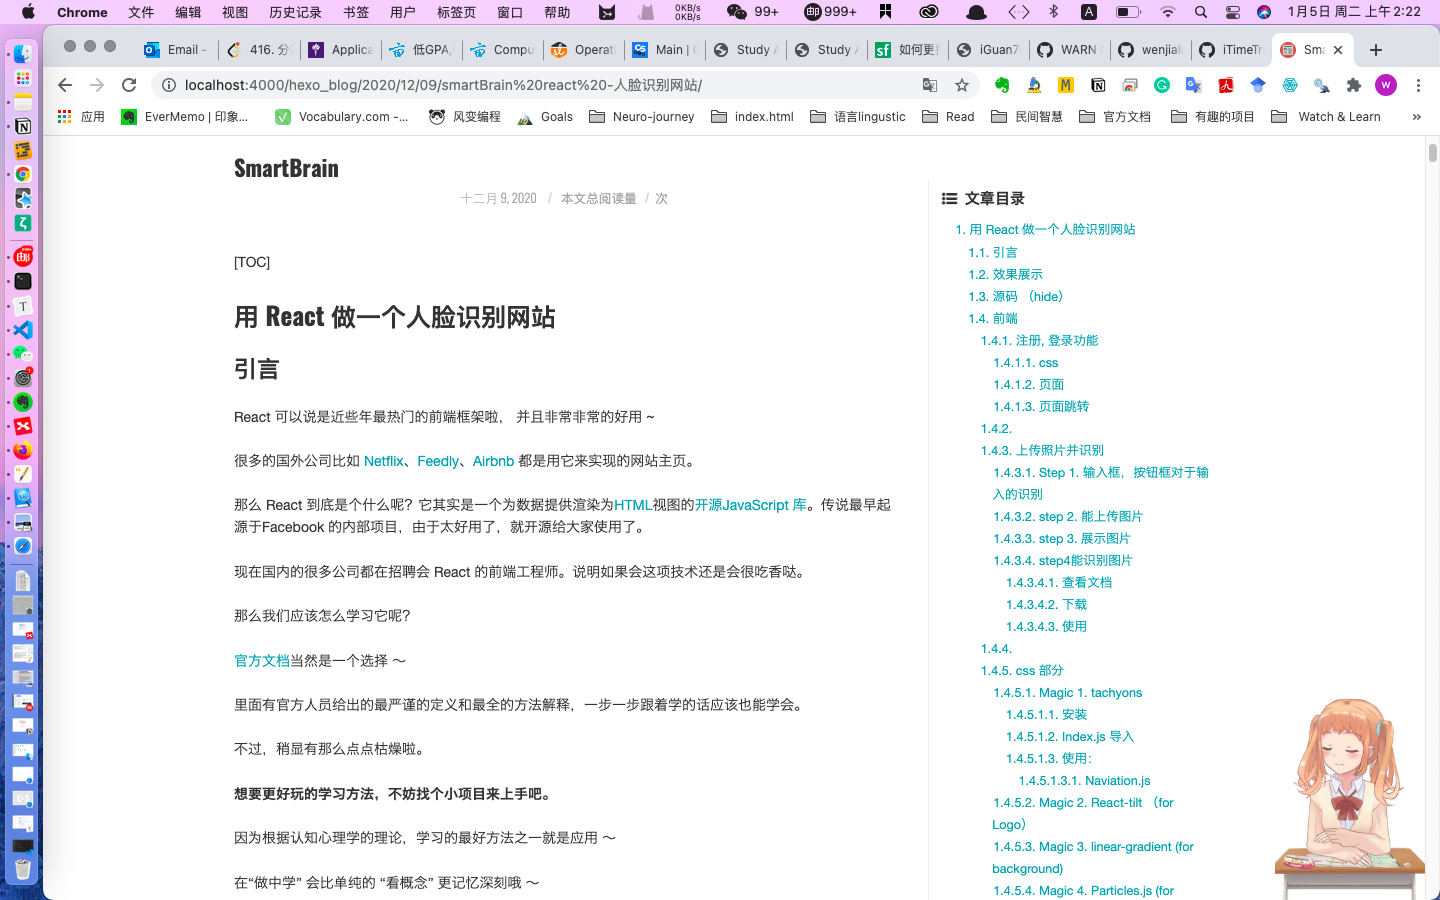 Chrome 文件 编辑 视图 历史记录 书签 用户 标签页 窗口 帮助 0KB/s 0KB/s 99+ 999+ A 1月5日 周二 上午 2:22
Email – 416. 分 Applica 低GPA, Compu Operat Main | Study A Study A 如何更 iGuan7 WARN wenjial iTimeTr Sma
localhost:4000/hexo_blog/2020/12/09/smartBrain%20react%20-人脸识别网站/
应用 EverMemo | 印象... Vocabulary.com -... 风变编程 Goals Neuro-journey index.html 语言lingustic Read 民间智慧 官方文档 有趣的项目 Watch & Learn »
SmartBrain
十二月 9, 2020 / 本文总阅读量 / 次
[TOC]
用 React 做一个人脸识别网站
引言
React 可以说是近些年最热门的前端框架啦， 并且非常非常的好用 ~
很多的国外公司比如 Netflix、Feedly、Airbnb 都是用它来实现的网站主页。
那么 React 到底是个什么呢？它其实是一个为数据提供渲染为HTML视图的开源JavaScript 库。传说最早起
源于Facebook 的内部项目，由于太好用了，就开源给大家使用了。
现在国内的很多公司都在招聘会 React 的前端工程师。说明如果会这项技术还是会很吃香哒。
那么我们应该怎么学习它呢？
官方文档当然是一个选择 ～
里面有官方人员给出的最严谨的定义和最全的方法解释，一步一步跟着学的话应该也能学会。
不过，稍显有那么点点枯燥啦。
想要更好玩的学习方法，不妨找个小项目来上手吧。
因为根据认知心理学的理论，学习的最好方法之一就是应用 ～
在“做中学” 会比单纯的 “看概念” 更记忆深刻哦 ～
文章目录
1. 用 React 做一个人脸识别网站
1.1. 引言
1.2. 效果展示
1.3. 源码 （hide）
1.4. 前端
1.4.1. 注册, 登录功能
1.4.1.1. css
1.4.1.2. 页面
1.4.1.3. 页面跳转
1.4.2.
1.4.3. 上传照片并识别
1.4.3.1. Step 1. 输入框，按钮框对于输
入的识别
1.4.3.2. step 2. 能上传图片
1.4.3.3. step 3. 展示图片
1.4.3.4. step4能识别图片
1.4.3.4.1. 查看文档
1.4.3.4.2. 下载
1.4.3.4.3. 使用
1.4.4.
1.4.5. css 部分
1.4.5.1. Magic 1. tachyons
1.4.5.1.1. 安装
1.4.5.1.2. Index.js 导入
1.4.5.1.3. 使用：
1.4.5.1.3.1. Naviation.js
1.4.5.2. Magic 2. React-tilt （for
Logo）
1.4.5.3. Magic 3. linear-gradient (for
background)
1.4.5.4. Magic 4. Particles.js (for